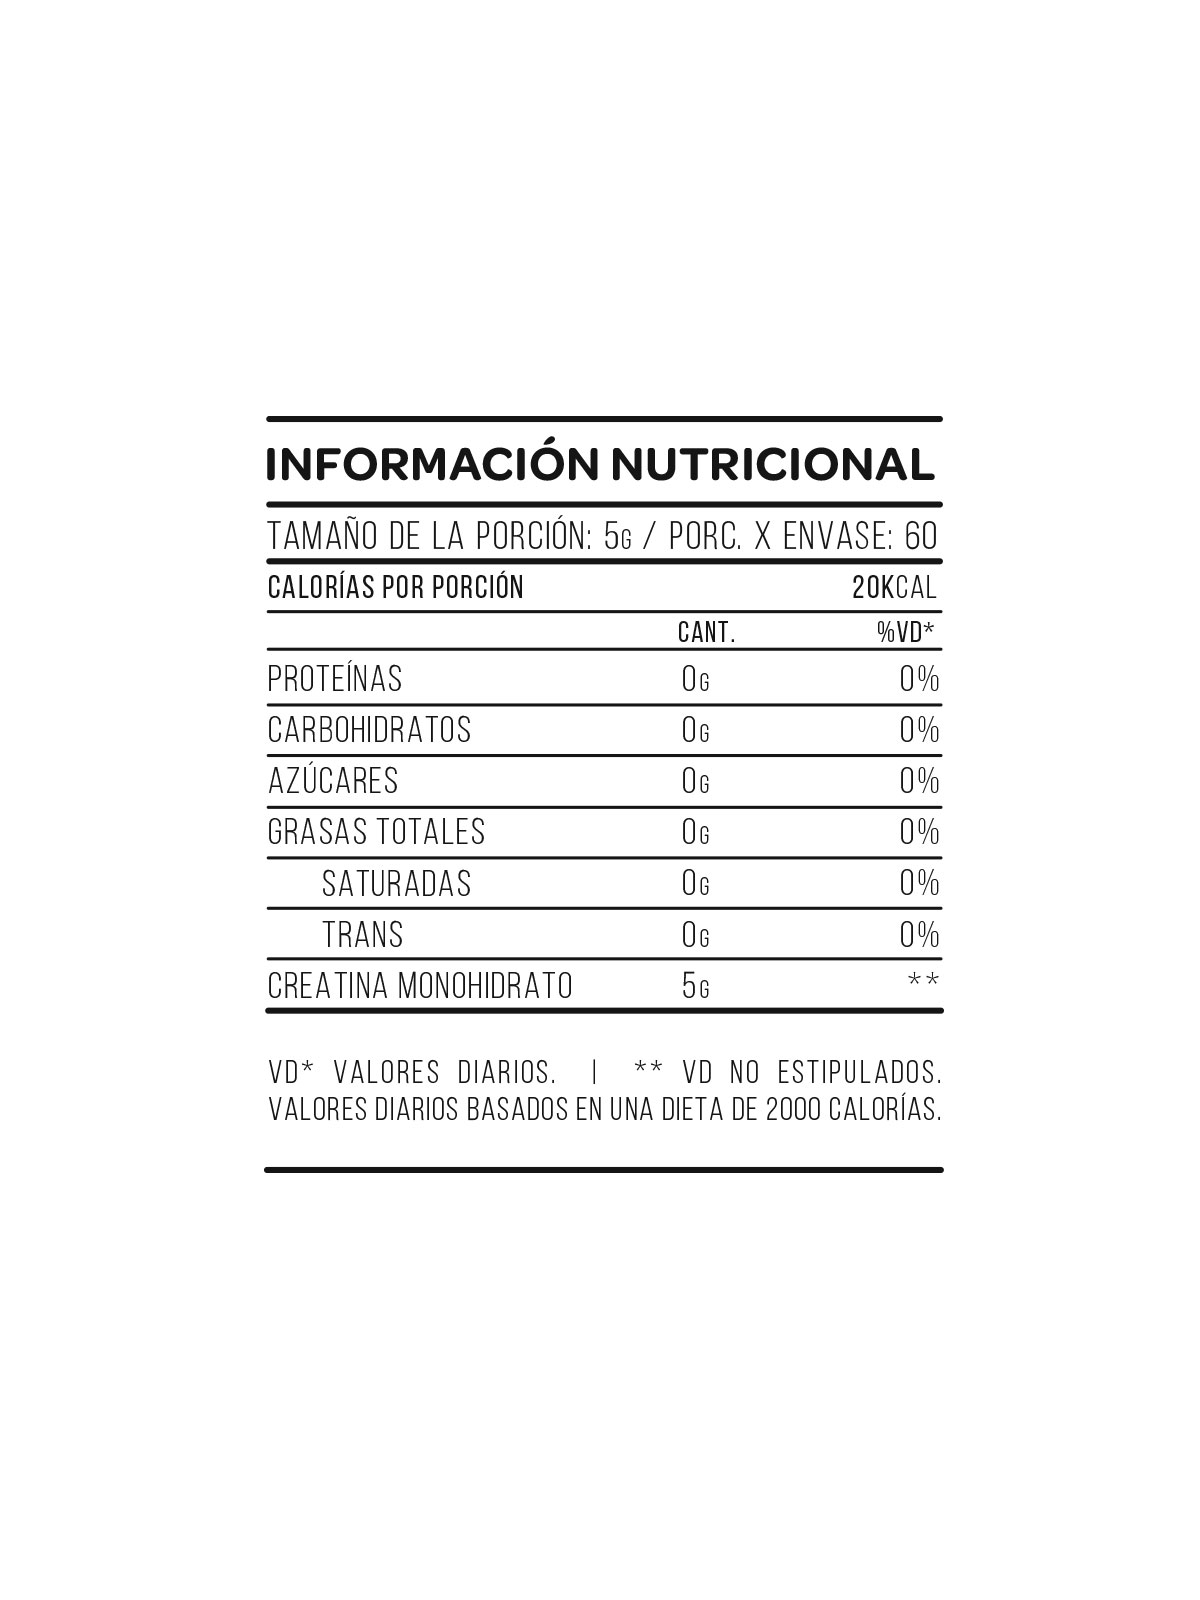 INFORMACIÓN NUTRICIONAL
TAMAÑO DE LA PORCIÓN: 5G / PORC. X ENVASE: 60
CALORÍAS POR PORCIÓN 20KCAL
CANT. %VD*
PROTEÍNAS 0G 0%
CARBOHIDRATOS 0G 0%
AZÚCARES 0G 0%
GRASAS TOTALES 0G 0%
SATURADAS 0G 0%
TRANS 0G 0%
CREATINA MONOHIDRATO 5G **
VD* VALORES DIARIOS. | ** VD NO ESTIPULADOS.
VALORES DIARIOS BASADOS EN UNA DIETA DE 2000 CALORÍAS.